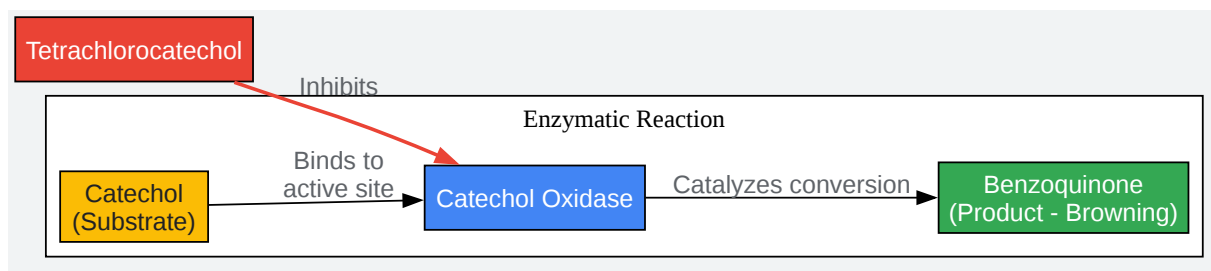 Tetrachlorocatechol
Inhibits
Enzymatic Reaction
Catechol
(Substrate)
Binds to
active site
Catechol Oxidase
Catalyzes conversion
Benzoquinone
(Product - Browning)